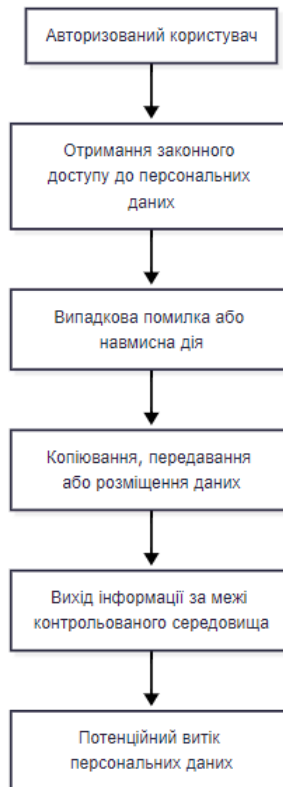 Авторизований користувач
Отримання законного
доступу до персональних
даних
Випадкова помилка або
навмисна дія
Копіювання, передавання
або розміщення даних
Вихід інформації за межі
контрольованого середовища
Потенційний витік
персональних даних